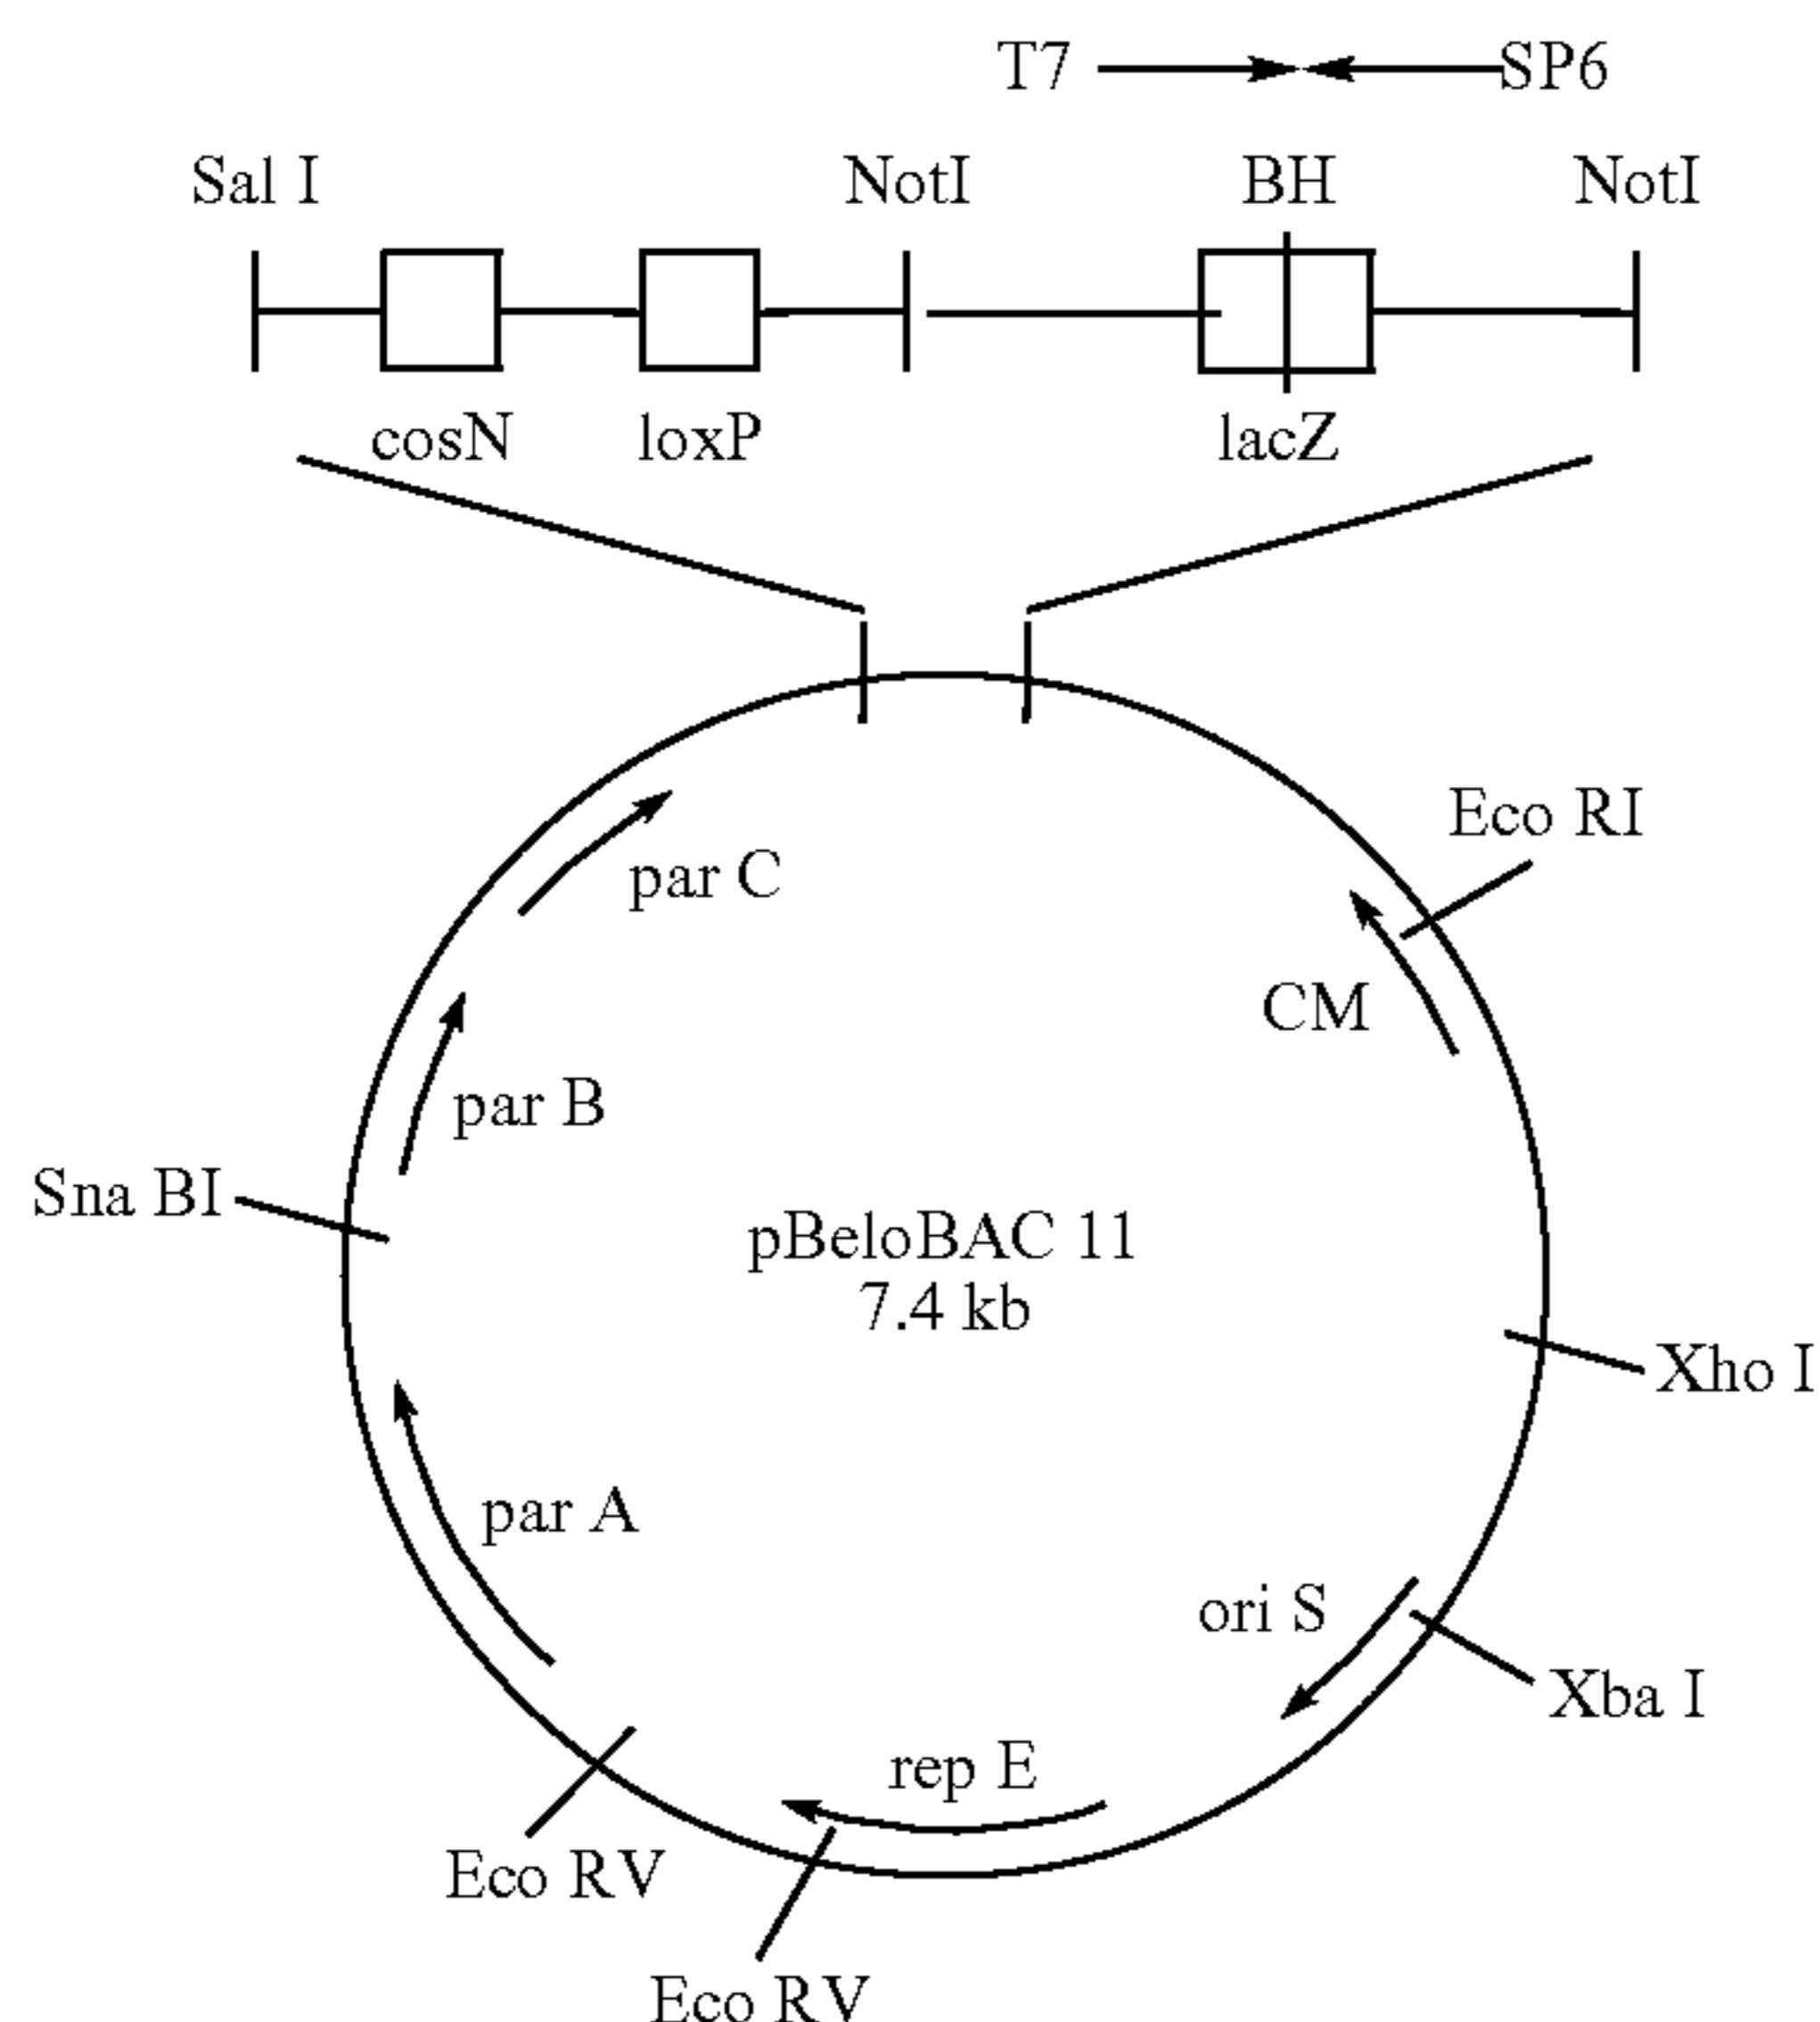 T7
SP6
Sal I
NotI
BH
NotI
cosN
loxP
lacZ
Eco RI
par C
CM
par B
Sna BI
pBeloBAC 11
7.4 kb
Xho I
par A
ori S
Xba I
rep E
Eco RV
Eco RV